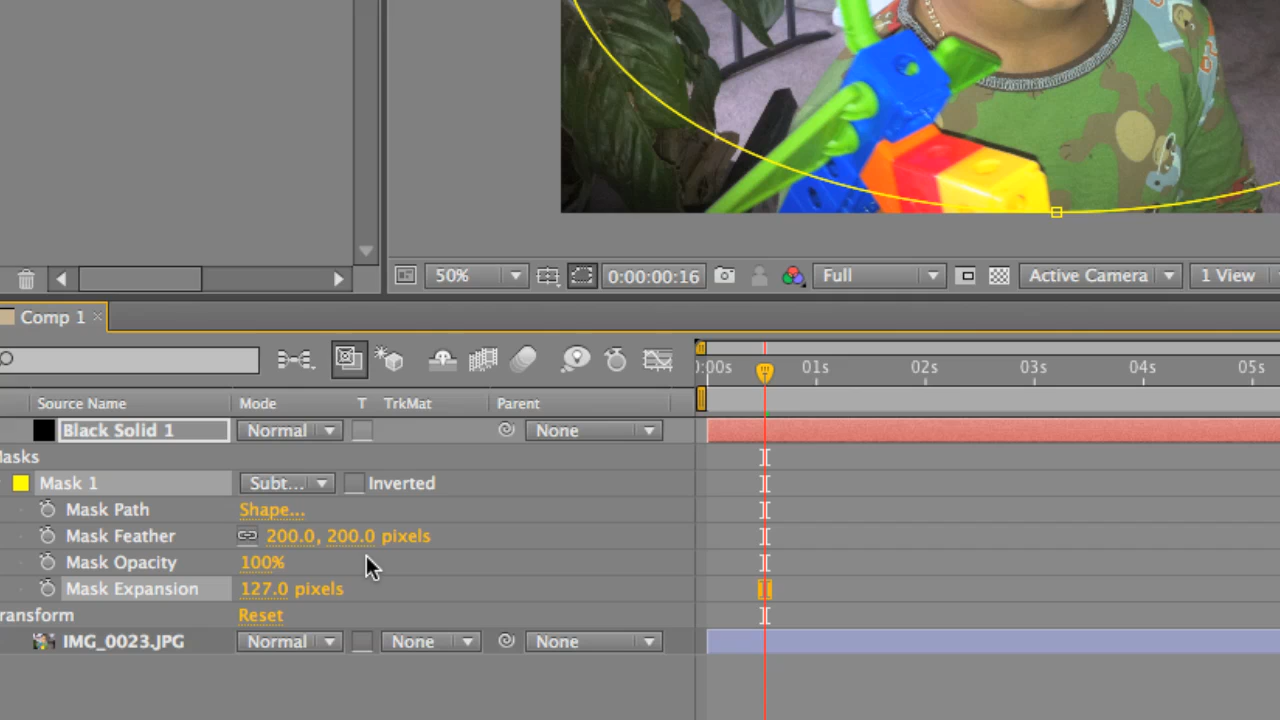 50% 0:00:00:16 Full Active Camera 1 View
Comp 1
:00s 01s 02s 03s 04s 05s
Source Name Mode T TrkMat Parent
Black Solid 1 Normal None
Masks
Mask 1 Subt... Inverted
Mask Path Shape...
Mask Feather 200.0, 200.0 pixels
Mask Opacity 100%
Mask Expansion 127.0 pixels
ransform Reset
IMG_0023.JPG Normal None None